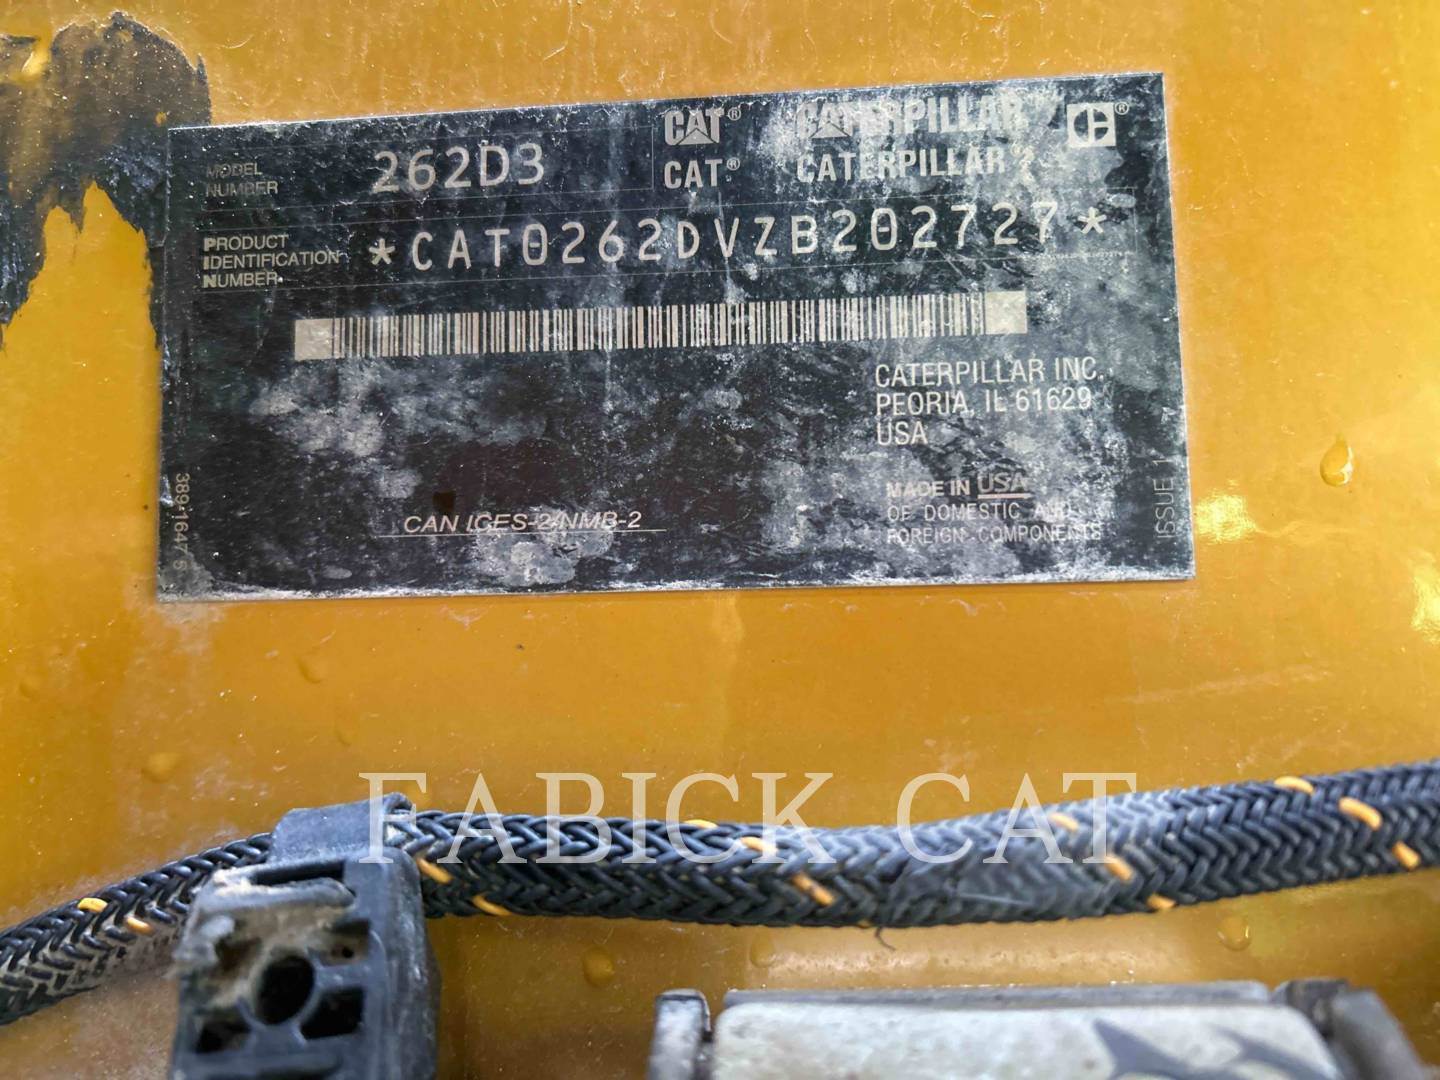 MODEL
NUMBER
262D3
CAT® CATERPILLAR ®
CAT® CATERPILLAR
PRODUCT
IDENTIFICATION
NUMBER
*CAT0262DVZB202727*
CATERPILLAR INC.
PEORIA, IL 61629
USA
MADE IN USA
OF DOMESTIC AND
FOREIGN COMPONENTS
CAN ICES-2/NMB-2
ISSUE 1
FABICK CAT